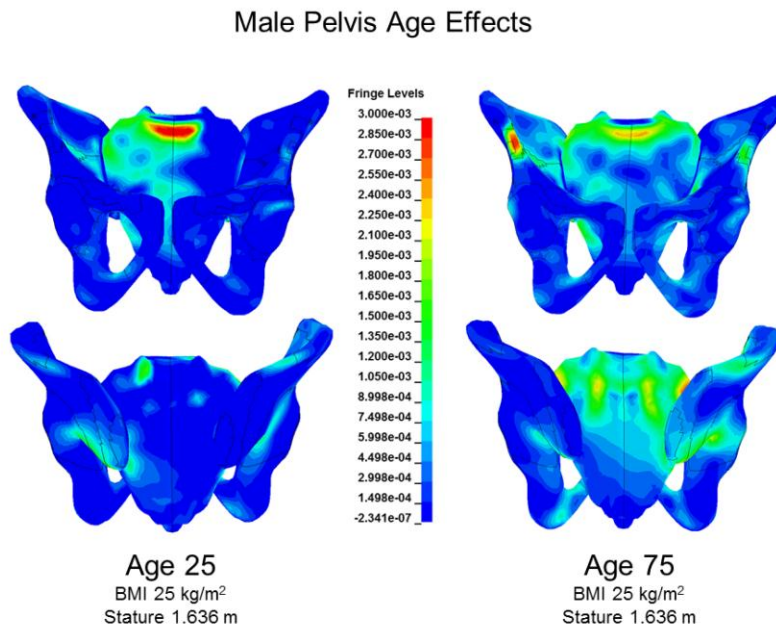 Male Pelvis Age Effects
Fringe Levels
3.000e-03
2.850e-03
2.700e-03
2.550e-03
2.400e-03
2.250e-03
2.100e-03
1.950e-03
1.800e-03
1.650e-03
1.500e-03
1.350e-03
1.200e-03
1.050e-03
8.998e-04
7.498e-04
5.998e-04
4.498e-04
2.998e-04
1.498e-04
-2.341e-07
Age 25
BMI 25 kg/m²
Stature 1.636 m
Age 75
BMI 25 kg/m²
Stature 1.636 m